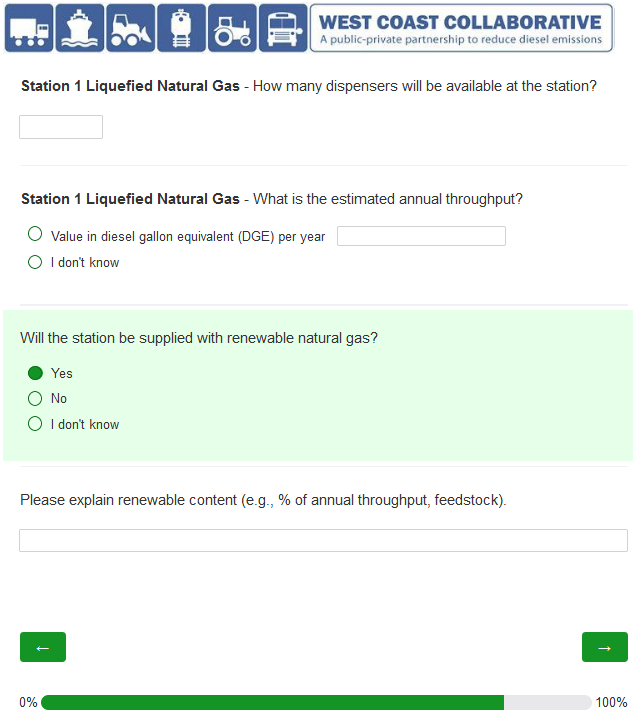 WEST COAST COLLABORATIVE
A public-private partnership to reduce diesel emissions
Station 1 Liquefied Natural Gas - How many dispensers will be available at the station?
Station 1 Liquefied Natural Gas - What is the estimated annual throughput?
Value in diesel gallon equivalent (DGE) per year
I don't know
Will the station be supplied with renewable natural gas?
Yes
No
I don't know
Please explain renewable content (e.g., % of annual throughput, feedstock).
← →
0% 100%